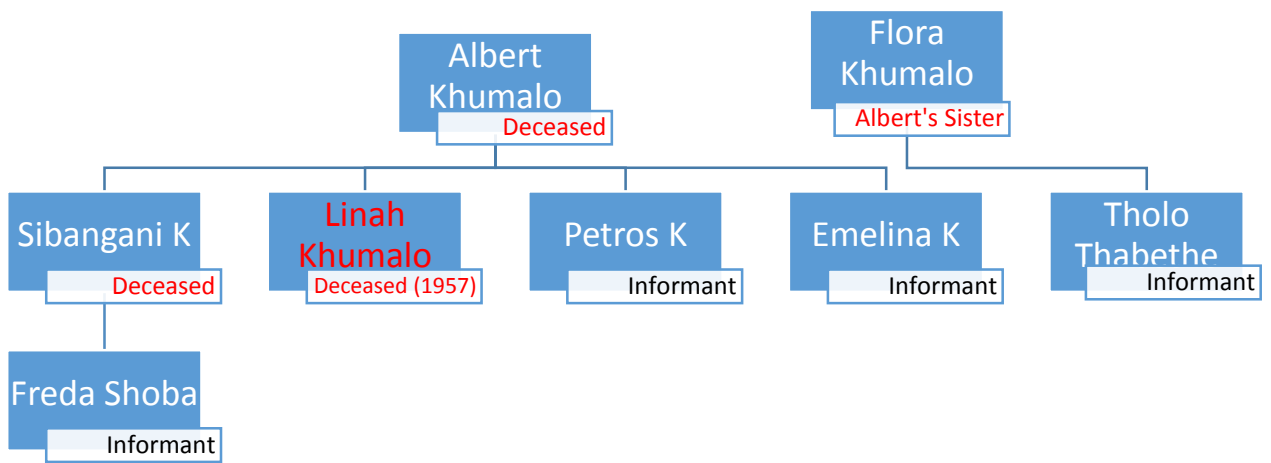 Albert
Khumalo
Deceased
Flora
Khumalo
Albert's Sister
Sibangani K
Deceased
Linah
Khumalo
Deceased (1957)
Petros K
Informant
Emelina K
Informant
Tholo
Thabethe
Informant
Freda Shoba
Informant